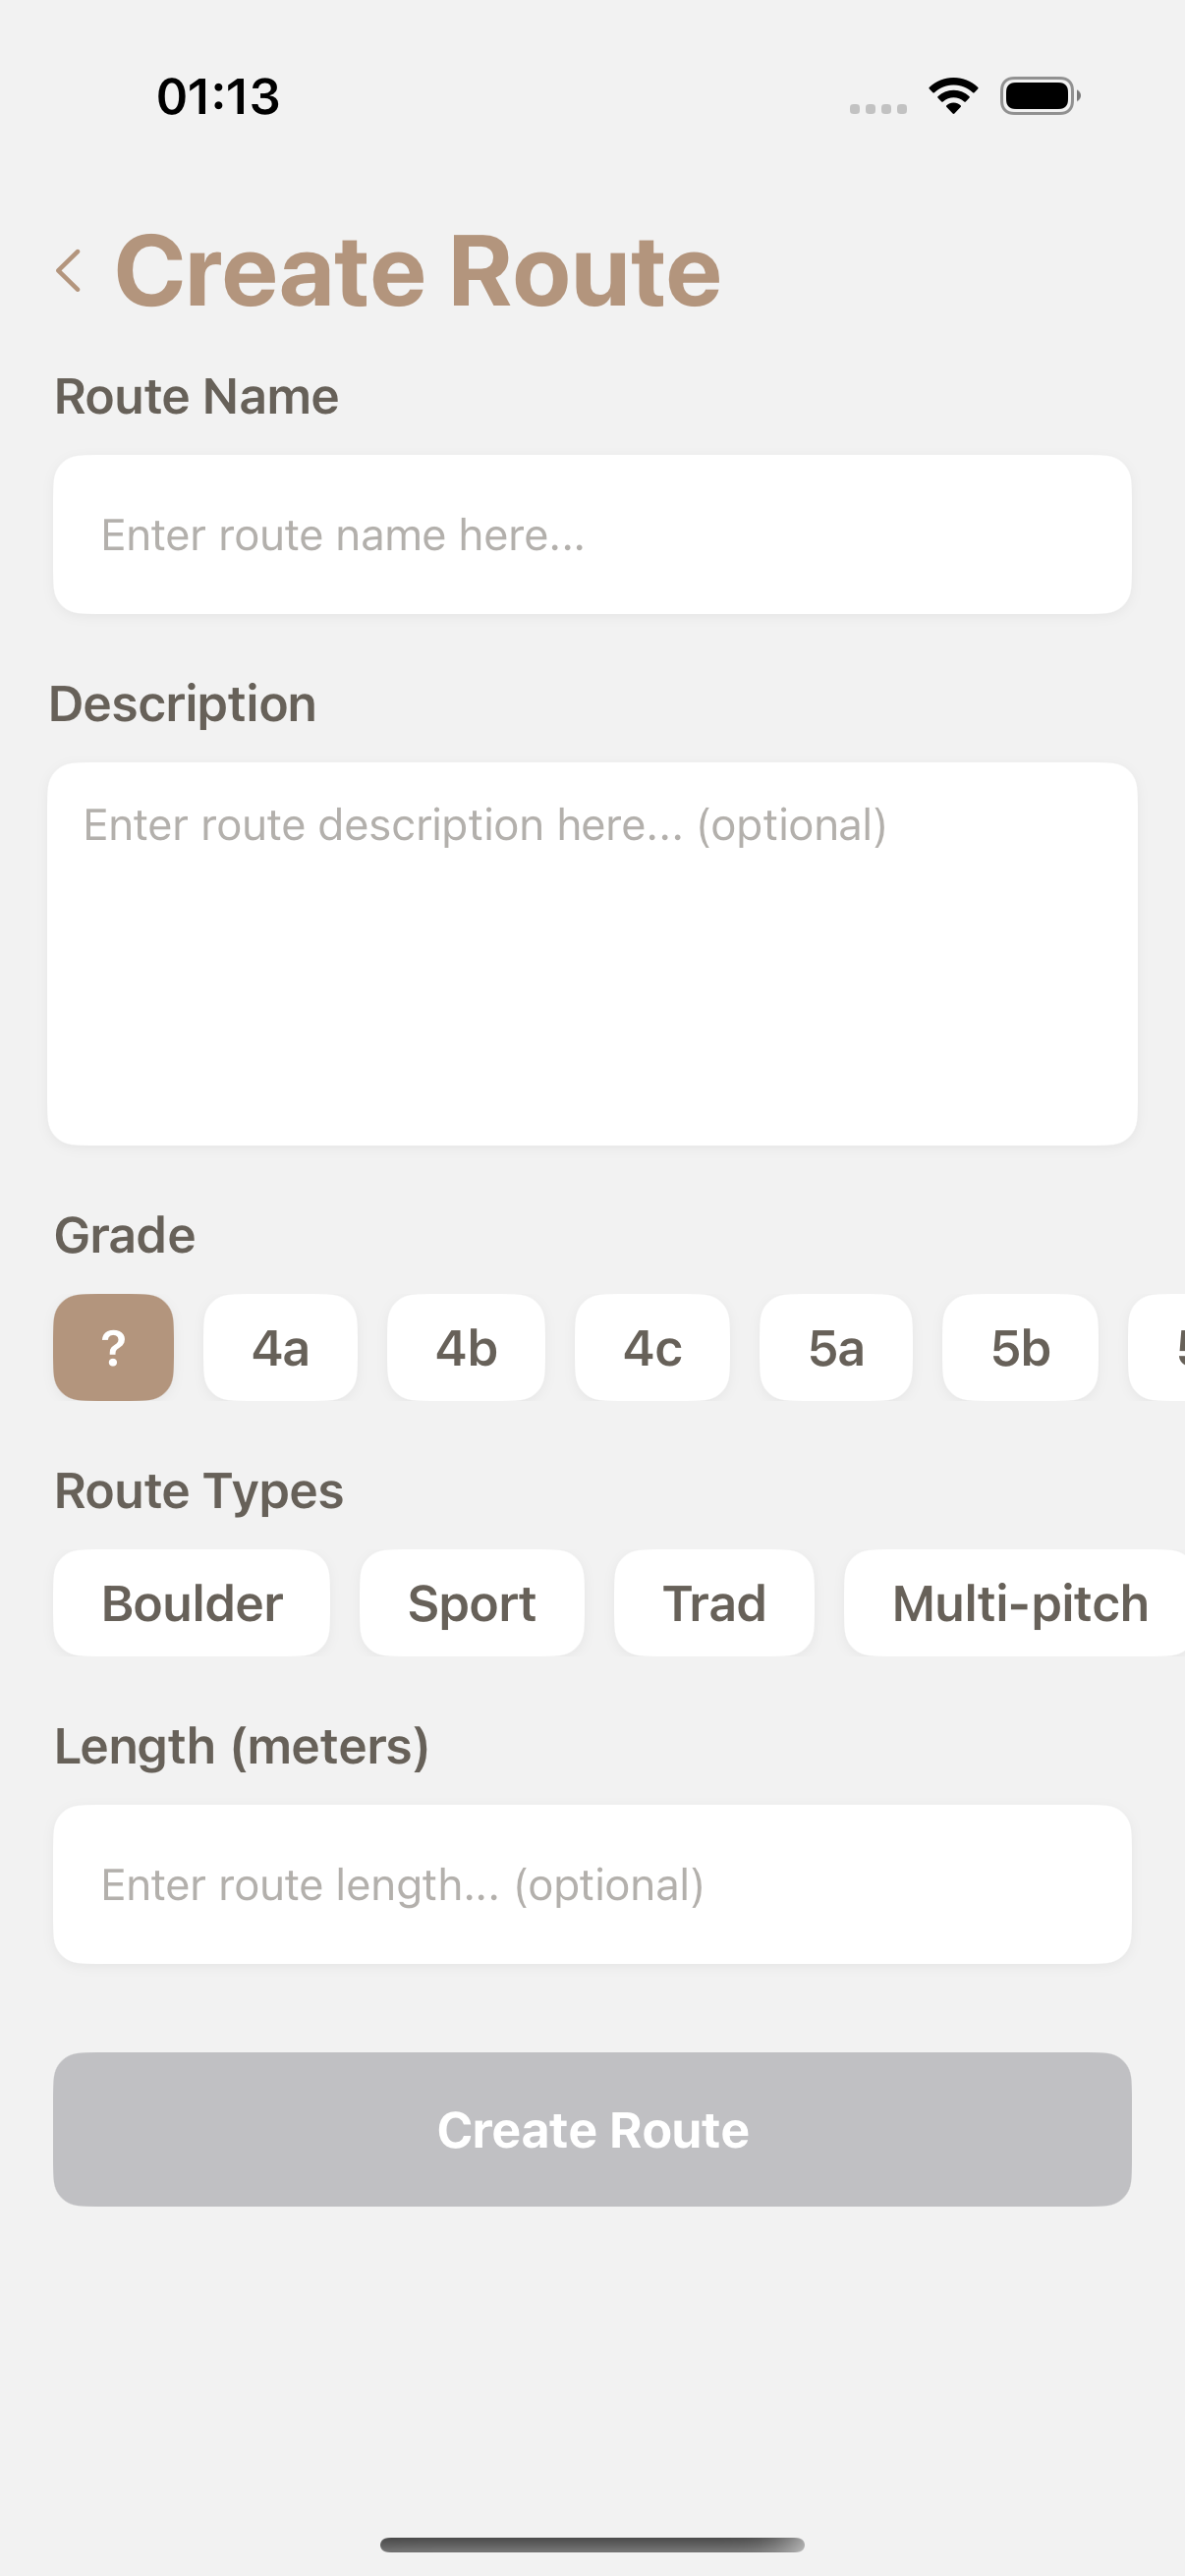 01:13
Create Route
Route Name
Enter route name here...
Description
Enter route description here... (optional)
Grade
? 4a 4b 4c 5a 5b
Route Types
Boulder Sport Trad Multi-pitch
Length (meters)
Enter route length... (optional)
Create Route